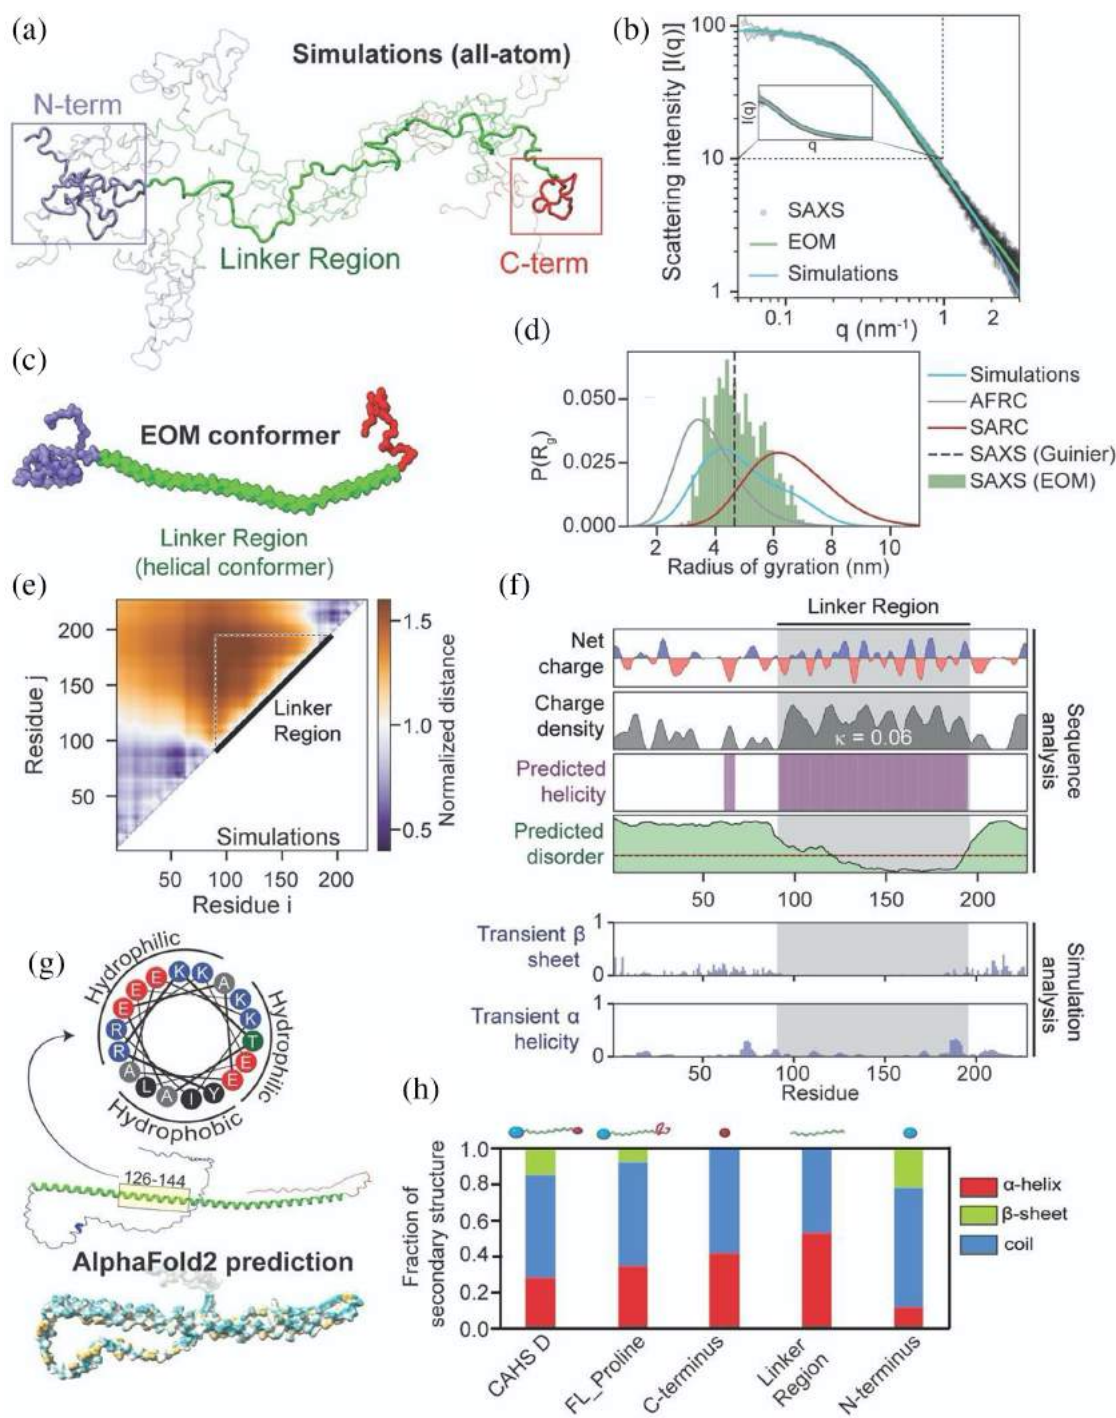 (a)
Simulations (all-atom)
N-term
Linker Region
C-term
(b)
Scattering intensity [I(q)]
100
10
1
I(q)
q
SAXS
EOM
Simulations
0.1
1
2
q (nm⁻¹)
(c)
EOM conformer
Linker Region
(helical conformer)
(d)
P(Rg)
0.050
0.025
0.000
2
4
6
8
10
Radius of gyration (nm)
Simulations
AFRC
SARC
SAXS (Guinier)
SAXS (EOM)
(e)
Residue j
200
150
100
50
Linker
Region
Simulations
50
100
150
200
Residue i
1.5
1.0
0.5
Normalized distance
(f)
Linker Region
Net
charge
Charge
density
κ = 0.06
Predicted
helicity
Predicted
disorder
50
100
150
200
Sequence
analysis
Transient β
sheet
1
0
Transient α
helicity
1
0
50
100
150
200
Residue
Simulation
analysis
(g)
Hydrophilic
Hydrophilic
Hydrophobic
E
E
E
K
K
A
K
K
T
E
E
Y
I
A
L
A
R
R
126-144
AlphaFold2 prediction
(h)
Fraction of
secondary structure
1.0
0.8
0.6
0.4
0.2
0.0
CAHS D
FL_Proline
C-terminus
Linker
Region
N-terminus
α-helix
β-sheet
coil